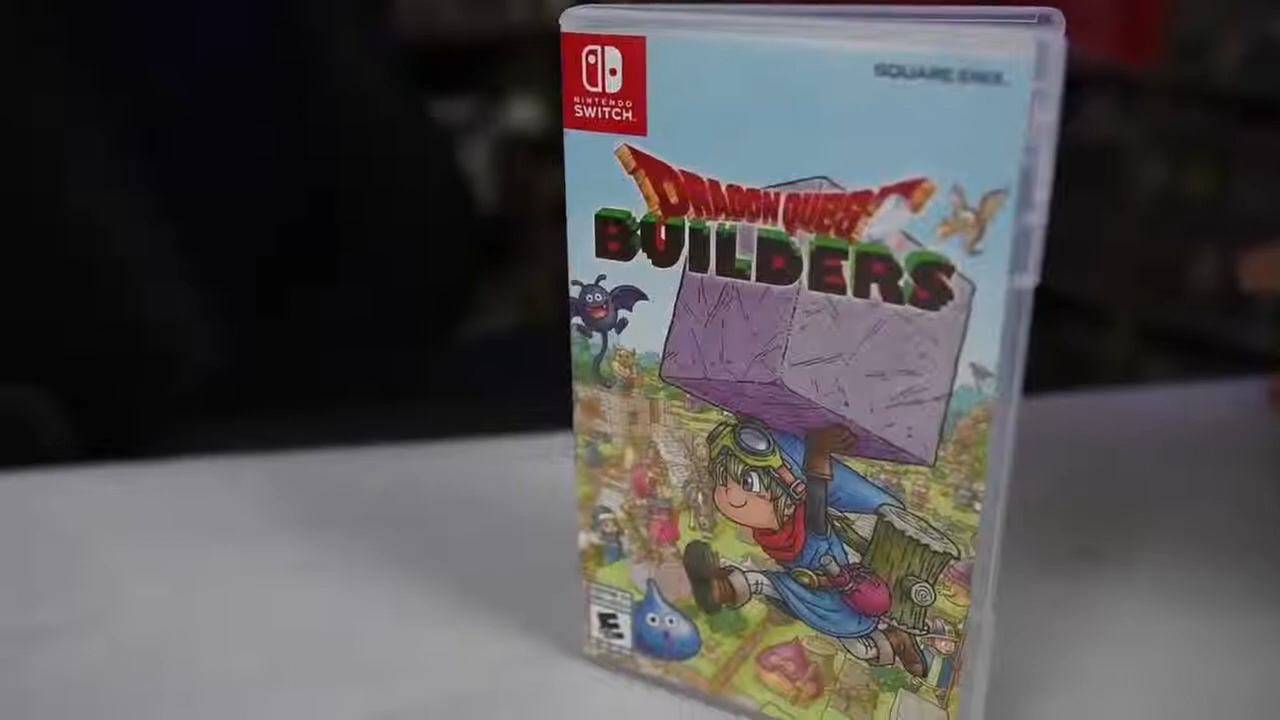 NINTENDO
SWITCH
SQUARE ENIX
DRAGON QUEST
BUILDERS
E